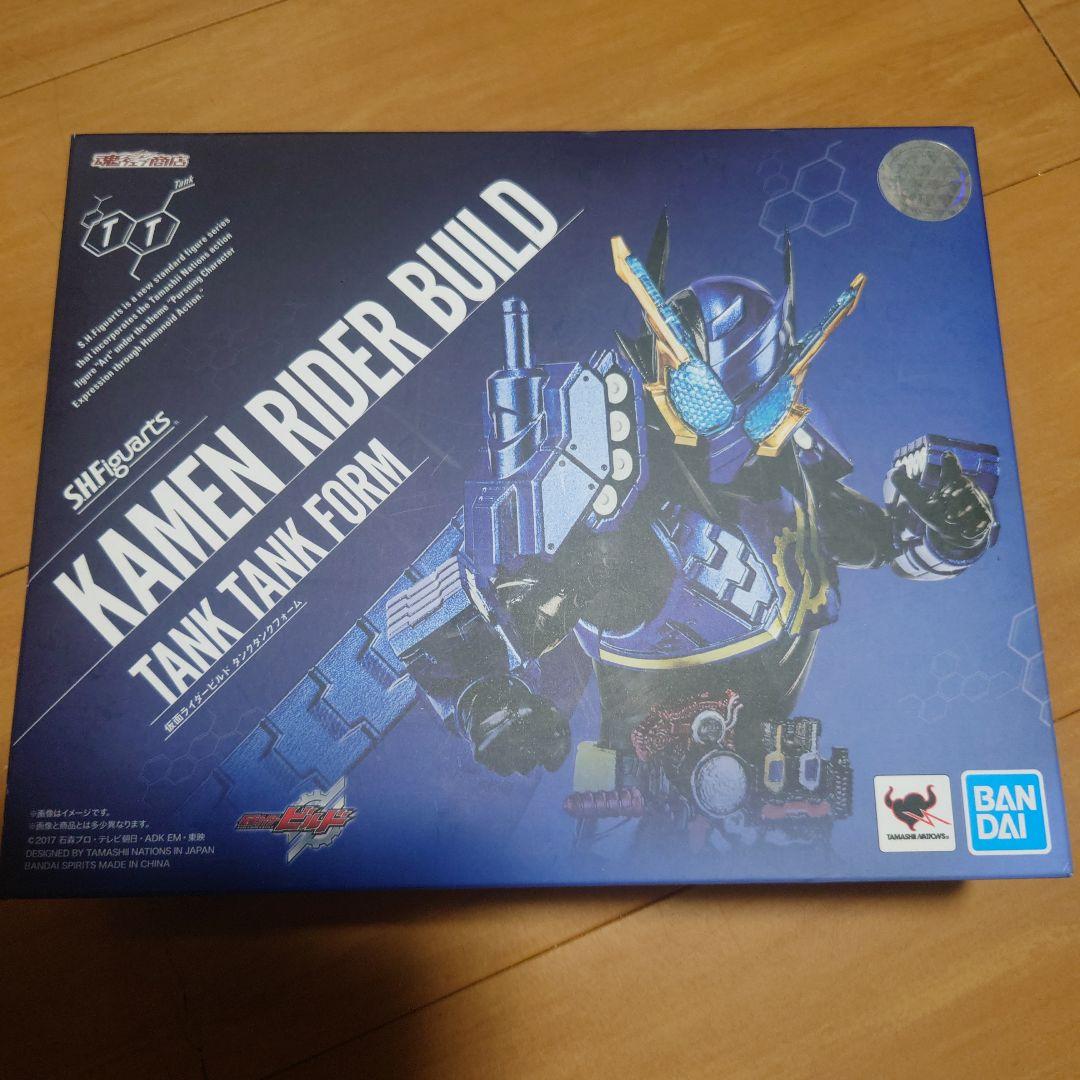 魂ウェブ商店
Tank
T T
S.H.Figuarts is a new standard figure series
that incorporates the Tamashii Nations action
figure "Art" under the theme "Pursuing Character
Expression through Humanoid Action."
S.H.Figuarts
KAMEN RIDER BUILD
TANK TANK FORM
仮面ライダービルド タンクタンクフォーム
仮面ライダービルド
※画像はイメージです。
※画像と商品とは多少異なります。
©2017 石森プロ・テレビ朝日・ADK EM・東映
DESIGNED BY TAMASHII NATIONS IN JAPAN
BANDAI SPIRITS MADE IN CHINA
TAMASHII NATIONS
BAN
DAI